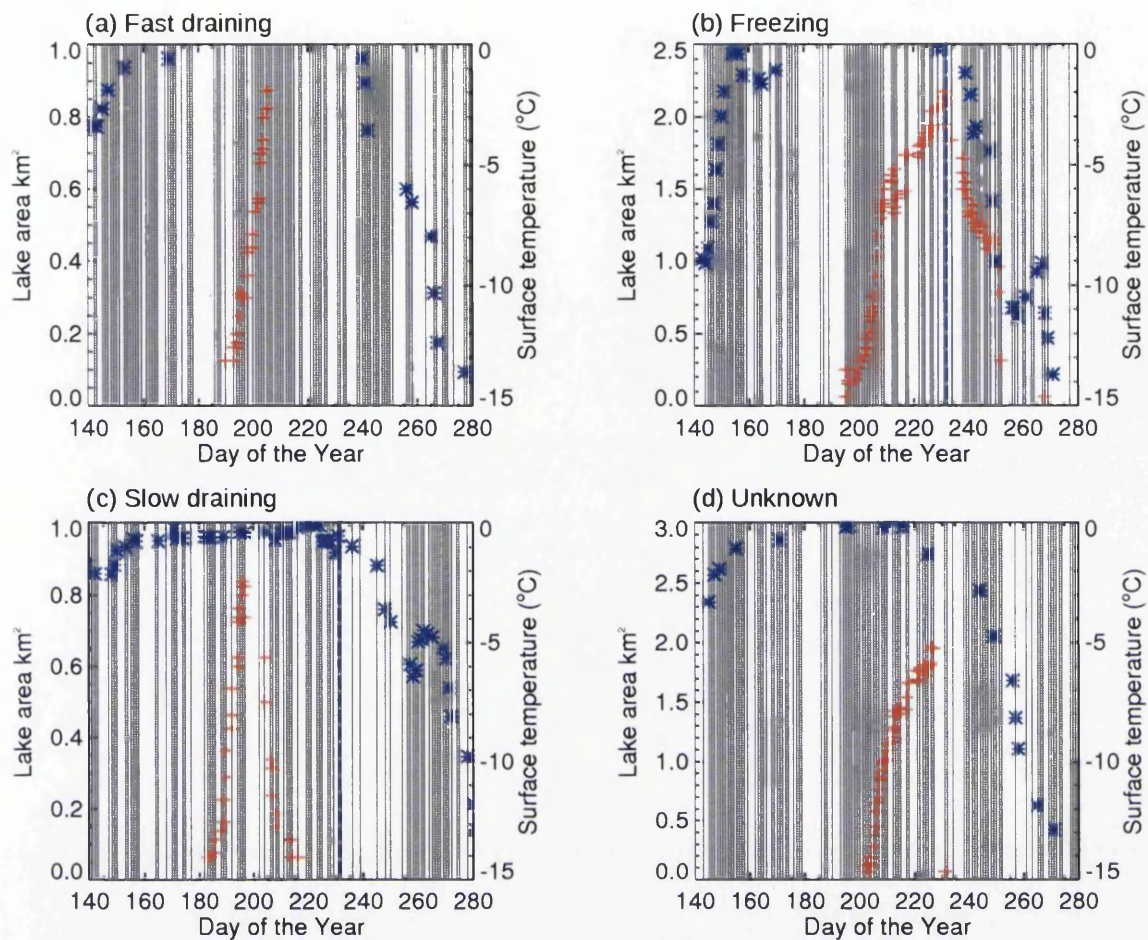 (a) Fast draining
(b) Freezing
1.0
0.8
0.6
0.4
0.2
0.0
Lake area km²
0
-5
-10
-15
Surface temperature (°C)
140 160 180 200 220 240 260 280
Day of the Year
2.5
2.0
1.5
1.0
0.5
0.0
Lake area km²
0
-5
-10
-15
Surface temperature (°C)
140 160 180 200 220 240 260 280
Day of the Year
(c) Slow draining
(d) Unknown
1.0
0.8
0.6
0.4
0.2
0.0
Lake area km²
0
-5
-10
-15
Surface temperature (°C)
140 160 180 200 220 240 260 280
Day of the Year
3.0
2.5
2.0
1.5
1.0
0.5
0.0
Lake area km²
0
-5
-10
-15
Surface temperature (°C)
140 160 180 200 220 240 260 280
Day of the Year